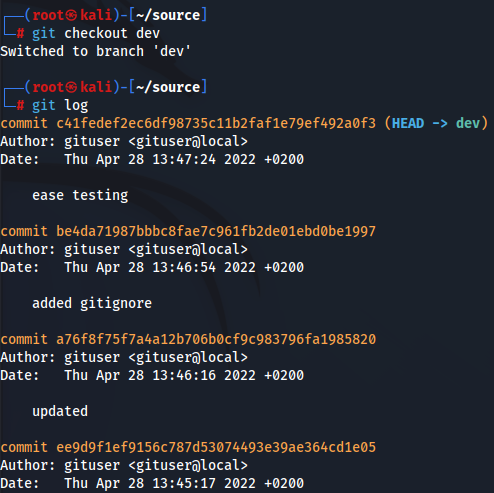 ┌──(root㉿kali)-[~/source]
└─# git checkout dev
Switched to branch 'dev'
┌──(root㉿kali)-[~/source]
└─# git log
commit c41fedef2ec6df98735c11b2faf1e79ef492a0f3 (HEAD -> dev)
Author: gituser <gituser@local>
Date:   Thu Apr 28 13:47:24 2022 +0200
ease testing
commit be4da71987bbbc8fae7c961fb2de01ebd0be1997
Author: gituser <gituser@local>
Date:   Thu Apr 28 13:46:54 2022 +0200
added gitignore
commit a76f8f75f7a4a12b706b0cf9c983796fa1985820
Author: gituser <gituser@local>
Date:   Thu Apr 28 13:46:16 2022 +0200
updated
commit ee9d9f1ef9156c787d53074493e39ae364cd1e05
Author: gituser <gituser@local>
Date:   Thu Apr 28 13:45:17 2022 +0200